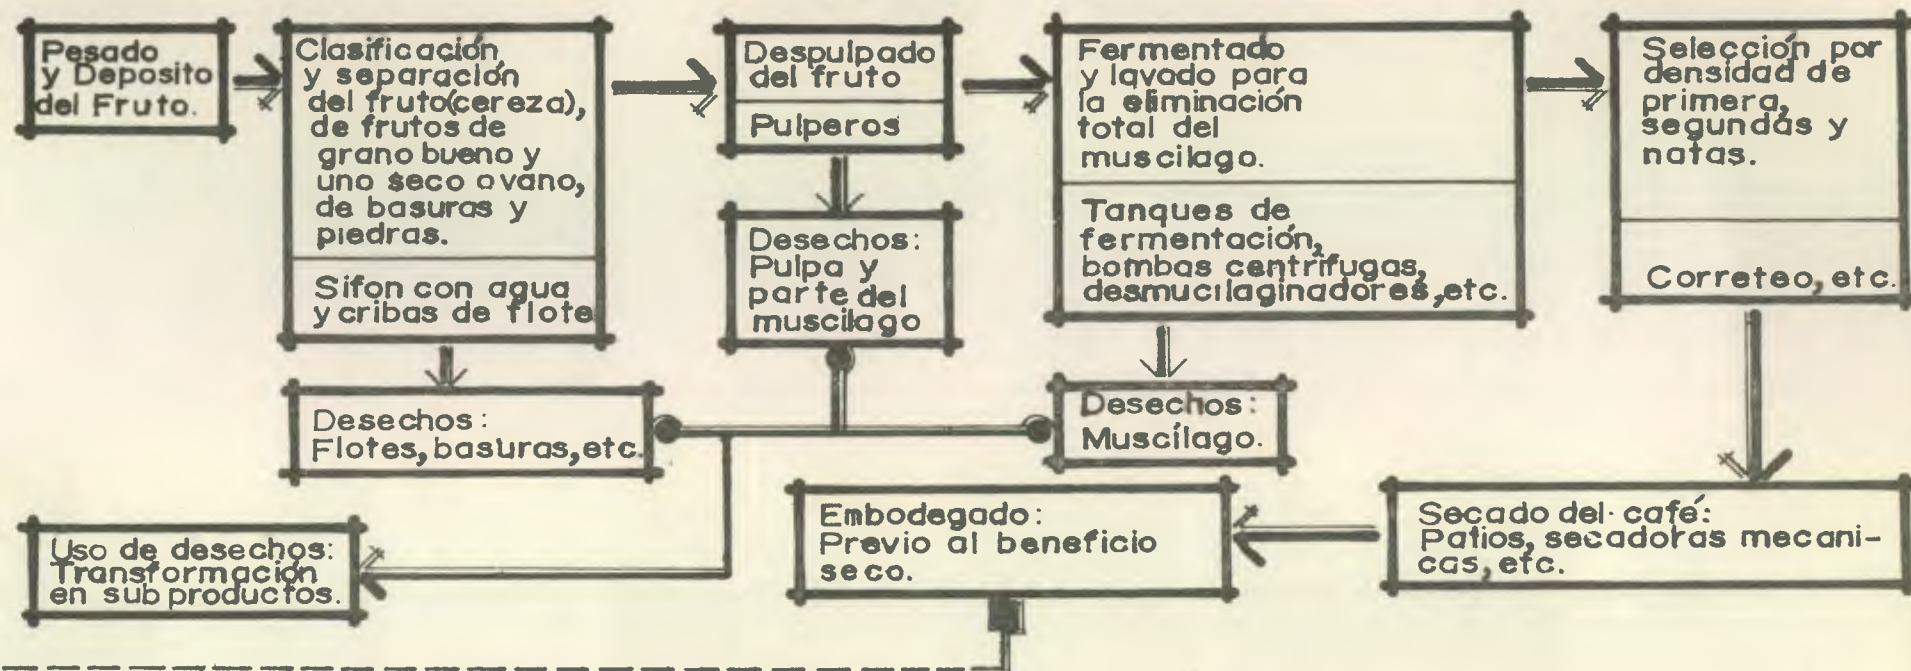 Pesado
y Deposito
del Fruto.
Clasificación
y separación
del fruto(cereza),
de frutos de
grano bueno y
uno seco o vano,
de basuras y
piedras.
Sifon con agua
y cribas de flote
Despulpado
del fruto
Pulperos
Fermentado
y lavado para
la eliminación
total del
muscilago.
Tanques de
fermentación,
bombas centrífugas,
desmucilaginadores, etc.
Selección por
densidad de
primera,
segundas y
natas.
Correteo, etc.
Desechos:
Pulpa y
parte del
muscilago
Desechos:
Flotes, basuras, etc.
Desechos:
Muscílago.
Secado del café:
Patios, secadoras mecani-
cas, etc.
Embodegado:
Previo al beneficio
seco.
Uso de desechos:
Transformación
en sub productos.